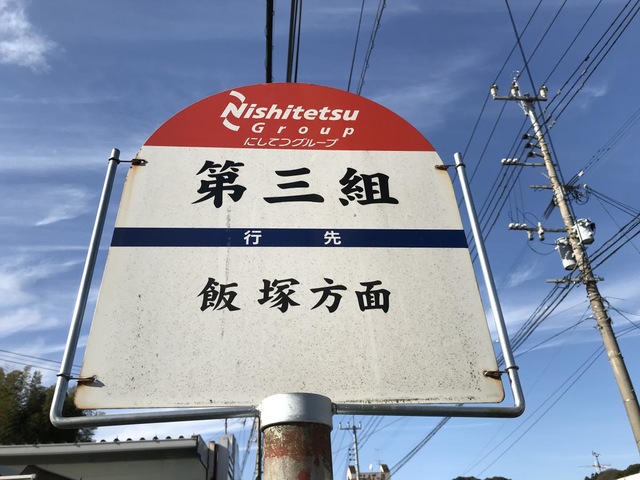 Nishitetsu
Group
にしてつグループ
第三組
行先
飯塚方面